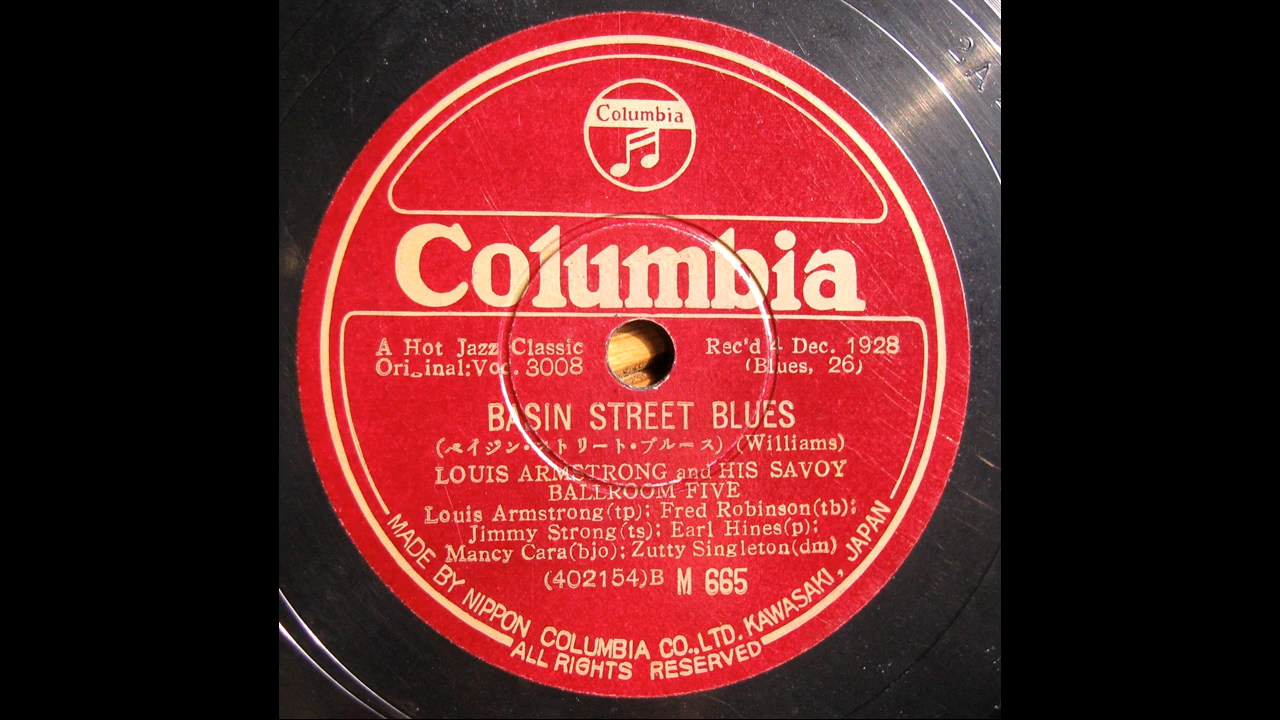 2A
Columbia
Columbia
A Hot Jazz Classic
Original:Voc. 3008
Rec'd 4 Dec. 1928
(Blues, 26)
BASIN STREET BLUES
(ベイジン・ストリート・ブルース) (Williams)
LOUIS ARMSTRONG and HIS SAVOY
BALLROOM FIVE
Louis Armstrong(tp); Fred Robinson(tb);
Jimmy Strong(ts); Earl Hines(p);
Mancy Cara(bjo); Zutty Singleton(dm)
(402154)B M 665
MADE BY NIPPON COLUMBIA CO.,LTD. KAWASAKI, JAPAN
ALL RIGHTS RESERVED